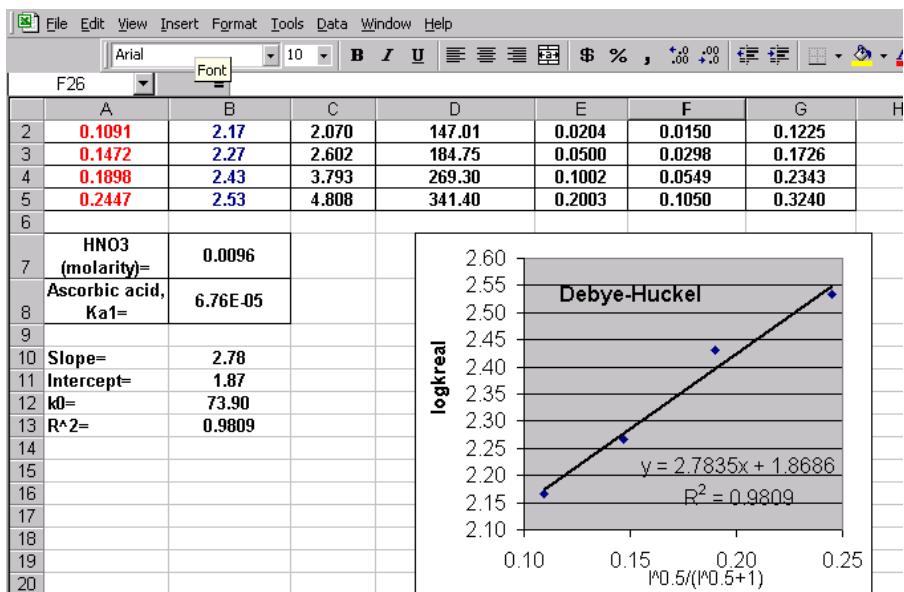 File Edit View Insert Format Tools Data Window Help
Arial 10 B I U $ % , .00 .00
Font
F26 =
A B C D E F G H
2 0.1091 2.17 2.070 147.01 0.0204 0.0150 0.1225
3 0.1472 2.27 2.602 184.75 0.0500 0.0298 0.1726
4 0.1898 2.43 3.793 269.30 0.1002 0.0549 0.2343
5 0.2447 2.53 4.808 341.40 0.2003 0.1050 0.3240
6
7 HNO3 (molarity)= 0.0096
8 Ascorbic acid, Ka1= 6.76E-05
9
10 Slope= 2.78
11 Intercept= 1.87
12 k0= 73.90
13 R^2= 0.9809
14
15
16
17
18
19
20
Debye-Huckel
logkreal
2.60
2.55
2.50
2.45
2.40
2.35
2.30
2.25
2.20
2.15
2.10
y = 2.7835x + 1.8686
R² = 0.9809
0.10 0.15 0.20 0.25
I^0.5/(I^0.5+1)